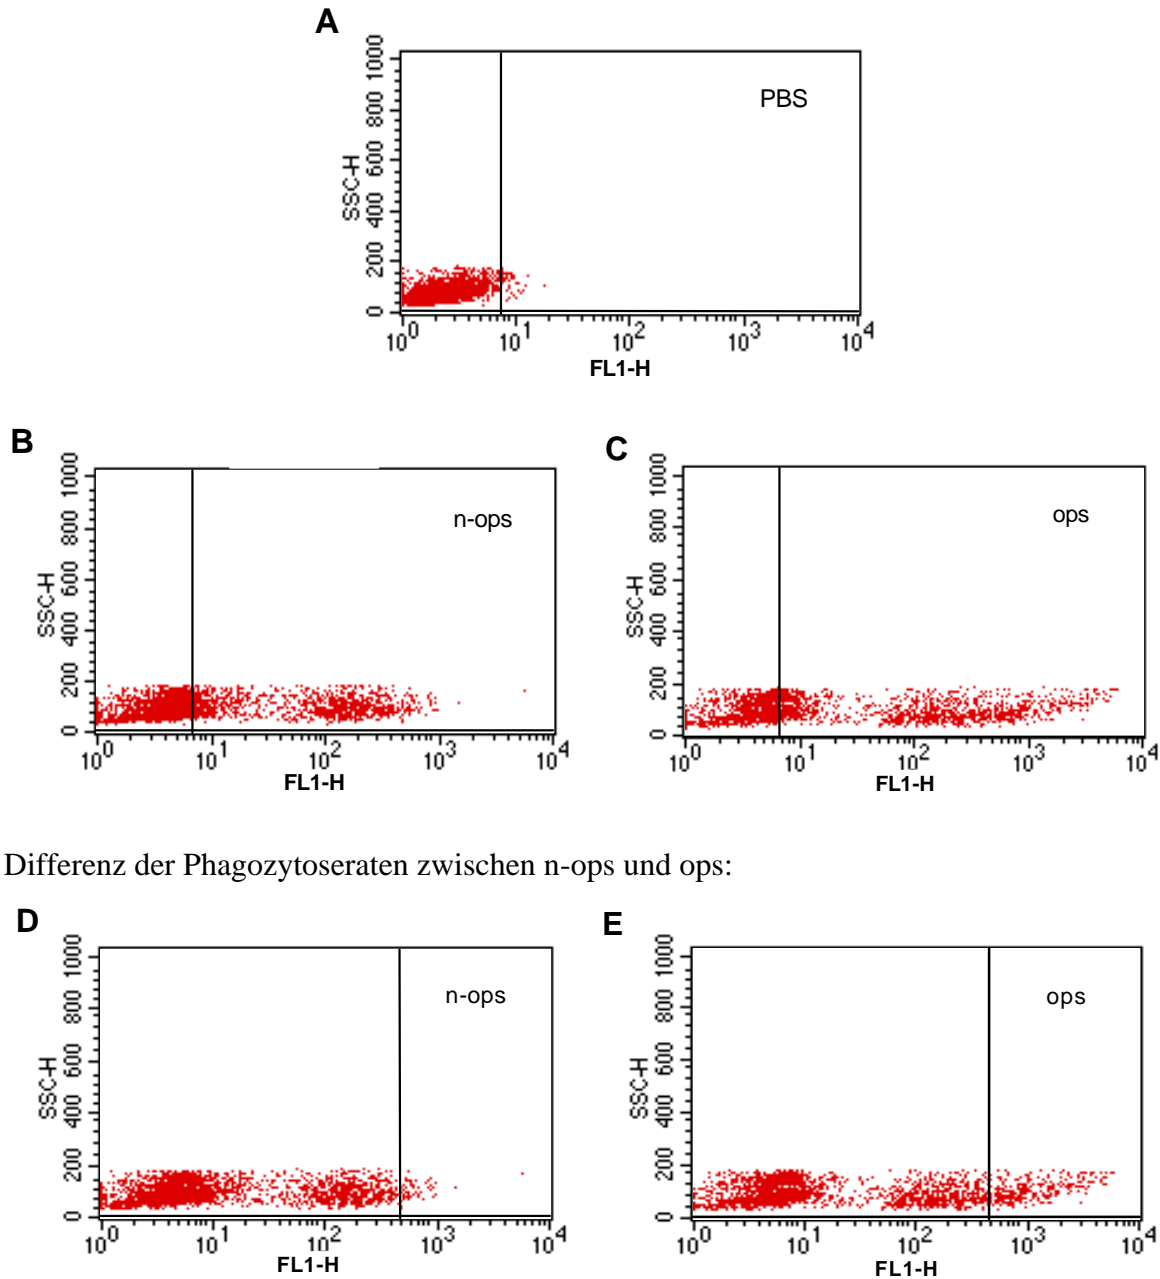 A
PBS
SSC-H
0 200 400 600 800 1000
10^0 10^1 10^2 10^3 10^4
FL1-H
B
n-ops
SSC-H
0 200 400 600 800 1000
10^0 10^1 10^2 10^3 10^4
FL1-H
C
ops
SSC-H
0 200 400 600 800 1000
10^0 10^1 10^2 10^3 10^4
FL1-H
Differenz der Phagozytoseraten zwischen n-ops und ops:
D
n-ops
SSC-H
0 200 400 600 800 1000
10^0 10^1 10^2 10^3 10^4
FL1-H
E
ops
SSC-H
0 200 400 600 800 1000
10^0 10^1 10^2 10^3 10^4
FL1-H